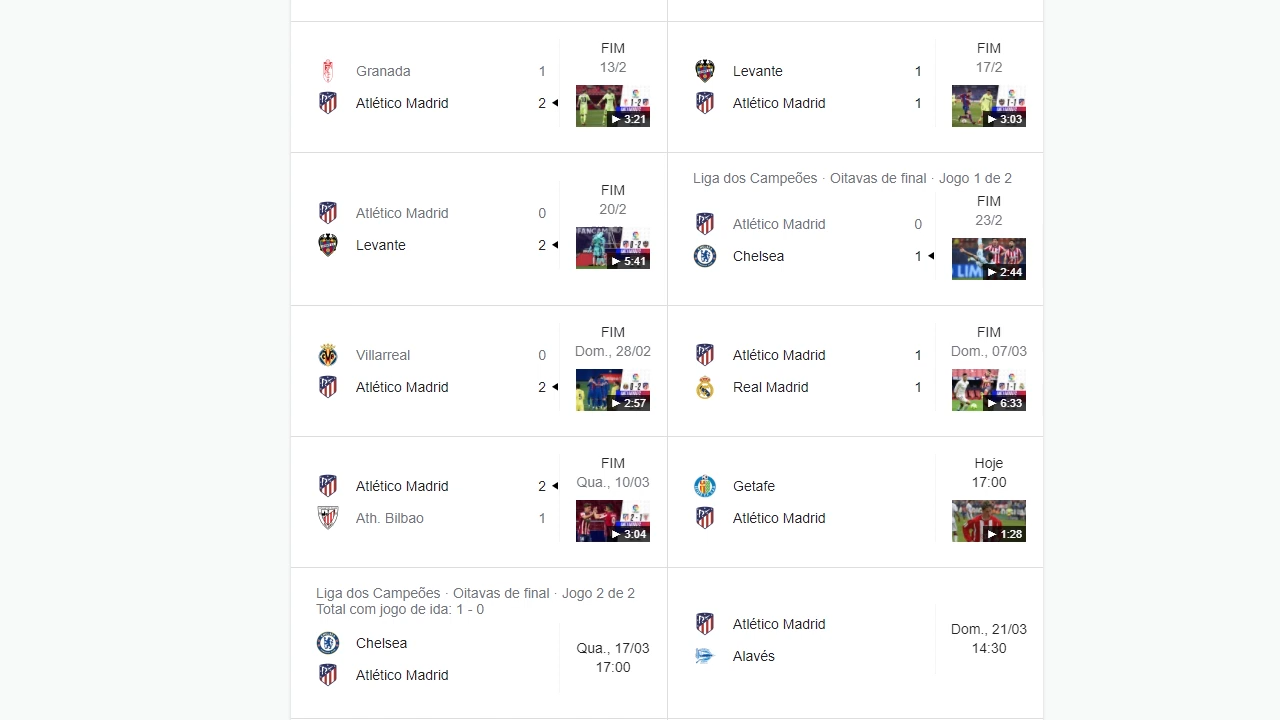 FIM
13/2
Granada 1
Atlético Madrid 2
3:21
FIM
17/2
Levante 1
Atlético Madrid 1
3:03
FIM
20/2
Atlético Madrid 0
Levante 2
5:41
Liga dos Campeões · Oitavas de final · Jogo 1 de 2
FIM
23/2
Atlético Madrid 0
Chelsea 1
2:44
FIM
Dom., 28/02
Villarreal 0
Atlético Madrid 2
2:57
FIM
Dom., 07/03
Atlético Madrid 1
Real Madrid 1
6:33
FIM
Qua., 10/03
Atlético Madrid 2
Ath. Bilbao 1
3:04
Hoje
17:00
Getafe
Atlético Madrid
1:28
Liga dos Campeões · Oitavas de final · Jogo 2 de 2
Total com jogo de ida: 1 - 0
Chelsea
Atlético Madrid
Qua., 17/03
17:00
Atlético Madrid
Alavés
Dom., 21/03
14:30